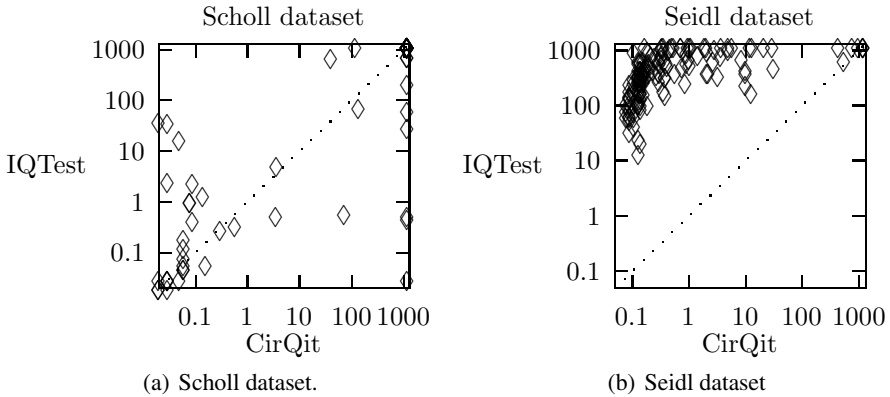 Scholl dataset
1000
100
10
IQTest
1
0.1
0.1 1 10 100 1000
CirQit
(a) Scholl dataset.
Seidl dataset
1000
100
10
IQTest
1
0.1
0.1 1 10 100 1000
CirQit
(b) Seidl dataset